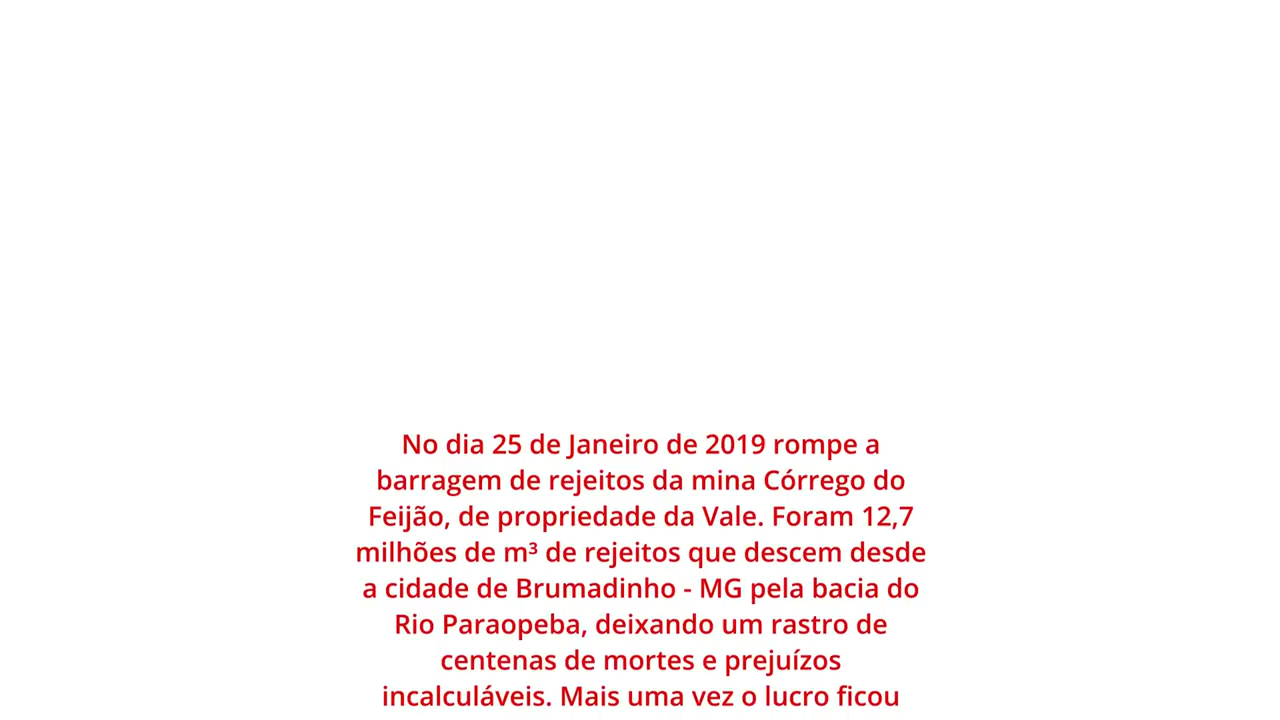 No dia 25 de Janeiro de 2019 rompe a
barragem de rejeitos da mina Córrego do
Feijão, de propriedade da Vale. Foram 12,7
milhões de m³ de rejeitos que descem desde
a cidade de Brumadinho - MG pela bacia do
Rio Paraopeba, deixando um rastro de
centenas de mortes e prejuízos
incalculáveis. Mais uma vez o lucro ficou